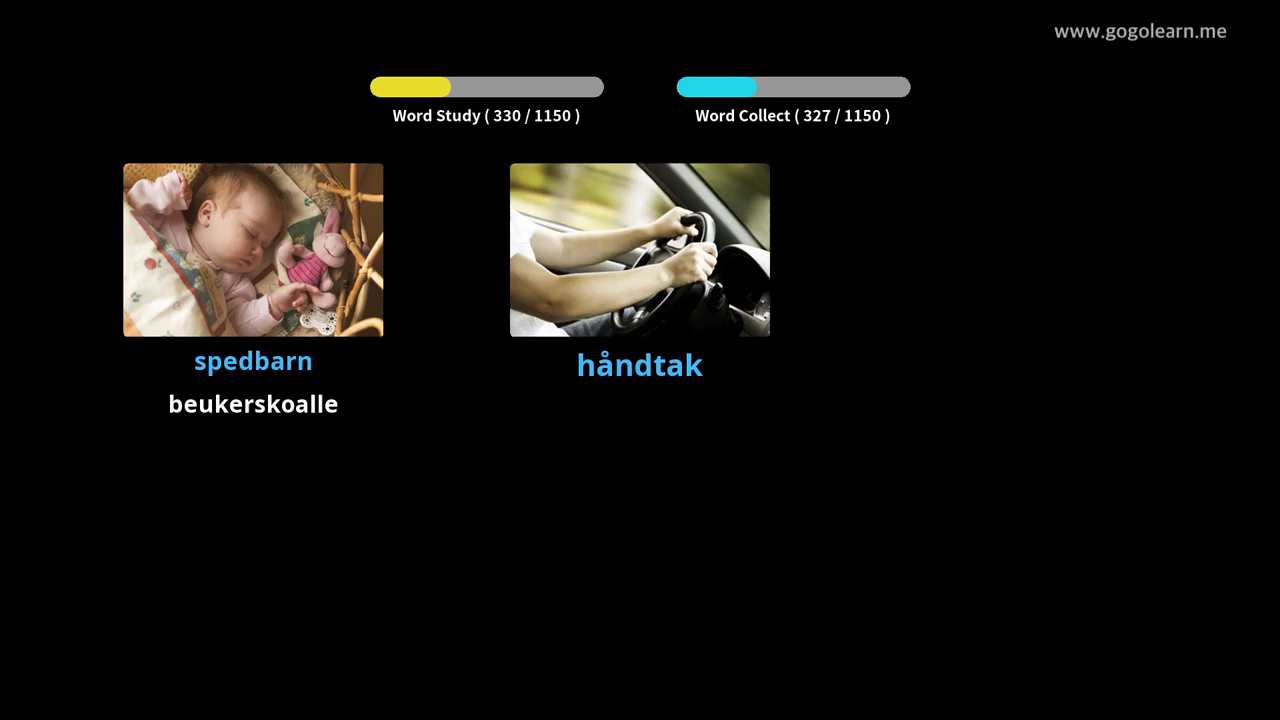 www.gogolearn.me
Word Study ( 330 / 1150 )
Word Collect ( 327 / 1150 )
spedbarn
håndtak
beukerskoalle